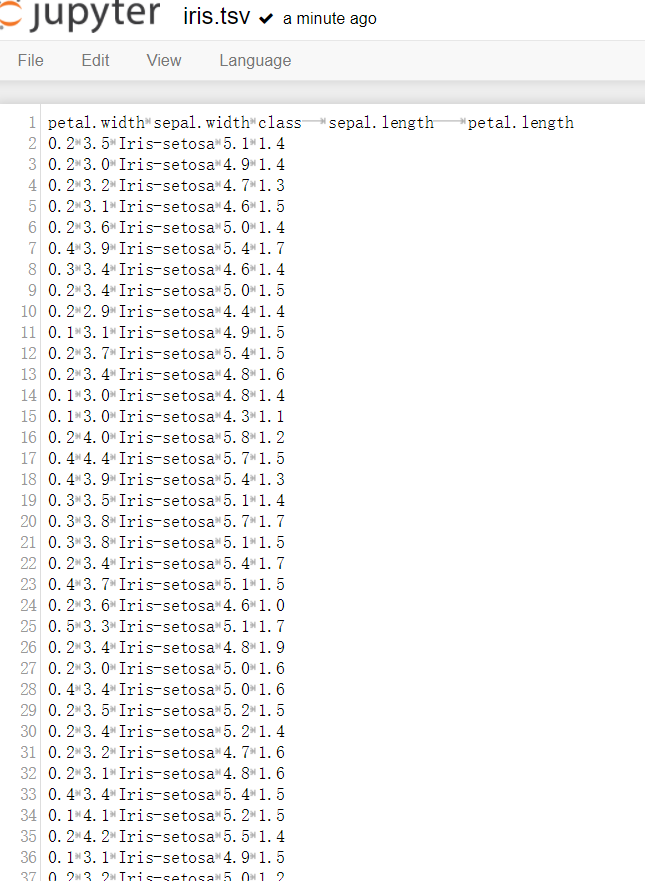 jupyter iris.tsv ✔ a minute ago
File Edit View Language
1 petal.width sepal.width class sepal.length petal.length
2 0.2 3.5 Iris-setosa 5.1 1.4
3 0.2 3.0 Iris-setosa 4.9 1.4
4 0.2 3.2 Iris-setosa 4.7 1.3
5 0.2 3.1 Iris-setosa 4.6 1.5
6 0.2 3.6 Iris-setosa 5.0 1.4
7 0.4 3.9 Iris-setosa 5.4 1.7
8 0.3 3.4 Iris-setosa 4.6 1.4
9 0.2 3.4 Iris-setosa 5.0 1.5
10 0.2 2.9 Iris-setosa 4.4 1.4
11 0.1 3.1 Iris-setosa 4.9 1.5
12 0.2 3.7 Iris-setosa 5.4 1.5
13 0.2 3.4 Iris-setosa 4.8 1.6
14 0.1 3.0 Iris-setosa 4.8 1.4
15 0.1 3.0 Iris-setosa 4.3 1.1
16 0.2 4.0 Iris-setosa 5.8 1.2
17 0.4 4.4 Iris-setosa 5.7 1.5
18 0.4 3.9 Iris-setosa 5.4 1.3
19 0.3 3.5 Iris-setosa 5.1 1.4
20 0.3 3.8 Iris-setosa 5.7 1.7
21 0.3 3.8 Iris-setosa 5.1 1.5
22 0.2 3.4 Iris-setosa 5.4 1.7
23 0.4 3.7 Iris-setosa 5.1 1.5
24 0.2 3.6 Iris-setosa 4.6 1.0
25 0.5 3.3 Iris-setosa 5.1 1.7
26 0.2 3.4 Iris-setosa 4.8 1.9
27 0.2 3.0 Iris-setosa 5.0 1.6
28 0.4 3.4 Iris-setosa 5.0 1.6
29 0.2 3.5 Iris-setosa 5.2 1.5
30 0.2 3.4 Iris-setosa 5.2 1.4
31 0.2 3.2 Iris-setosa 4.7 1.6
32 0.2 3.1 Iris-setosa 4.8 1.6
33 0.4 3.4 Iris-setosa 5.4 1.5
34 0.1 4.1 Iris-setosa 5.2 1.5
35 0.2 4.2 Iris-setosa 5.5 1.4
36 0.1 3.1 Iris-setosa 4.9 1.5
37 0.2 3.2 Iris-setosa 5.0 1.2